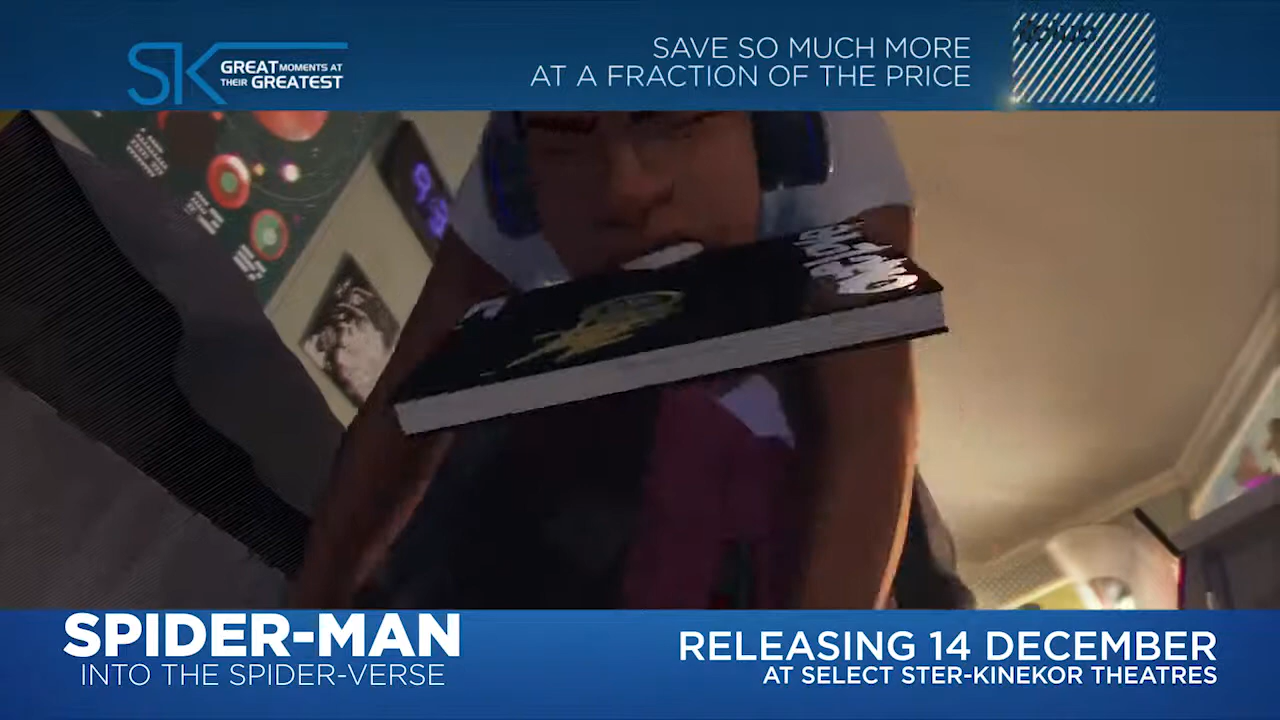 SK
GREAT MOMENTS AT
THEIR GREATEST
SAVE SO MUCH MORE
AT A FRACTION OF THE PRICE
SPIDER-MAN
INTO THE SPIDER-VERSE
RELEASING 14 DECEMBER
AT SELECT STER-KINEKOR THEATRES